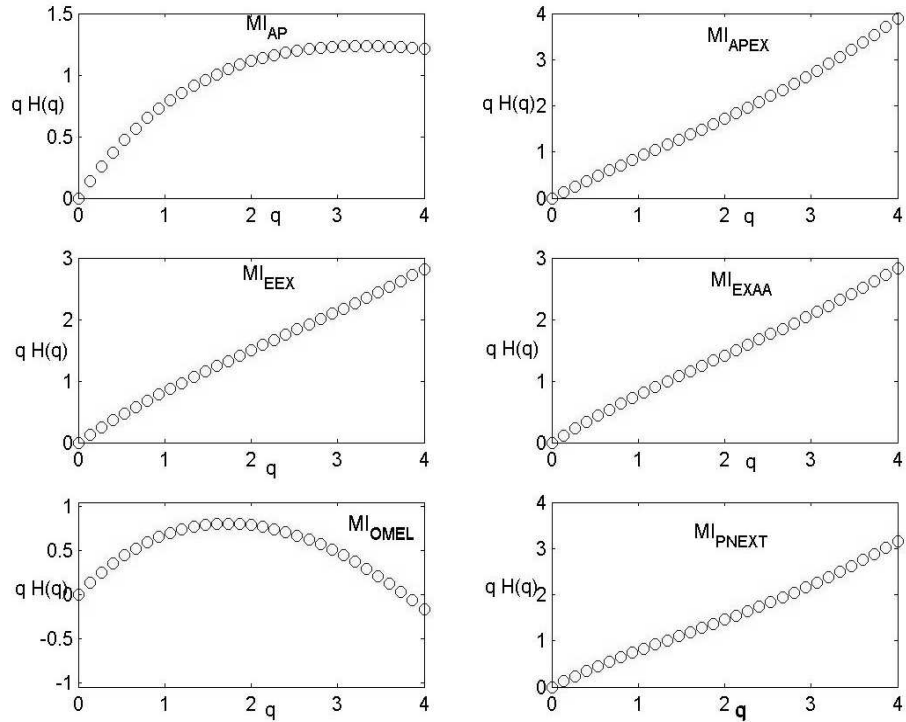 1.5
1
0.5
0
q H(q)
MI_AP
0 1 2 3 4
q
4
3
2
1
0
q H(q)
MI_APEX
0 1 2 3 4
q
3
2
1
0
q H(q)
MI_EEX
0 1 2 3 4
q
3
2
1
0
q H(q)
MI_EXAA
0 1 2 3 4
q
1
0.5
0
-0.5
-1
q H(q)
MI_OMEL
0 1 2 3 4
q
4
3
2
1
0
q H(q)
MI_PNEXT
0 1 2 3 4
q